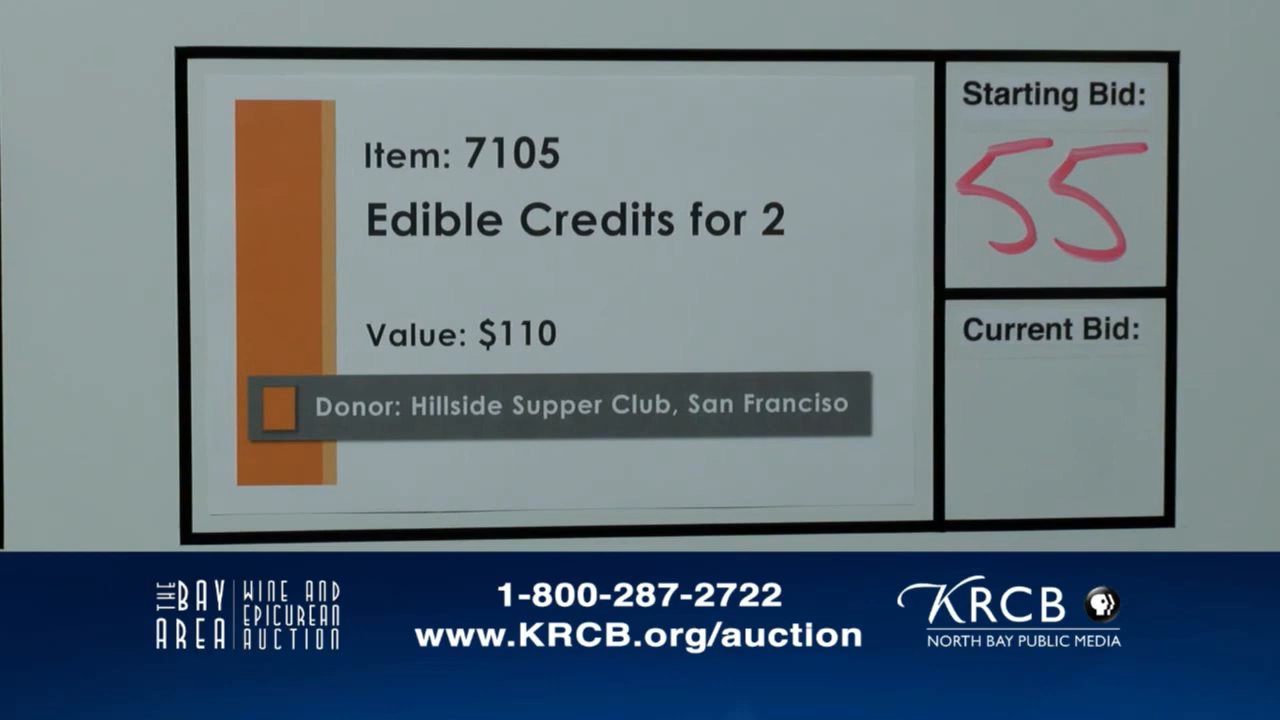 Item: 7105
Edible Credits for 2
Value: $110
Donor: Hillside Supper Club, San Franciso
Starting Bid:
55
Current Bid:
THE BAY AREA
WINE AND EPICUREAN AUCTION
1-800-287-2722
www.KRCB.org/auction
KRCB
NORTH BAY PUBLIC MEDIA